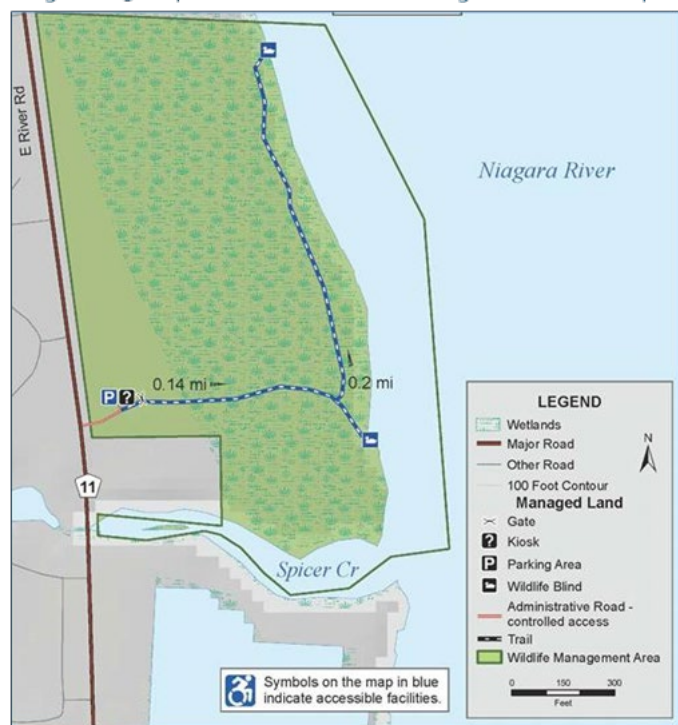 E River Rd
Niagara River
P ? 0.14 mi
0.2 mi
11
Spicer Cr
Symbols on the map in blue
indicate accessible facilities.
LEGEND
Wetlands
Major Road
Other Road
100 Foot Contour
N
Managed Land
Gate
? Kiosk
P Parking Area
Wildlife Blind
Administrative Road -
controlled access
Trail
Wildlife Management Area
0 150 300
Feet